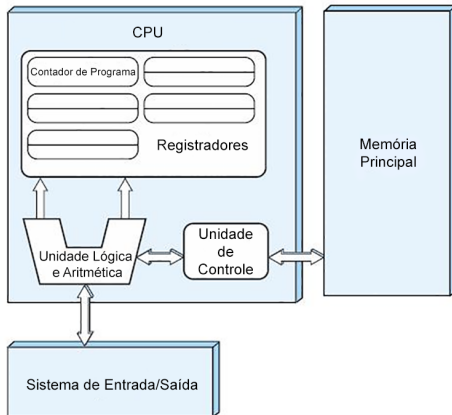 CPU
Contador de Programa
Registradores
Memória
Principal
Unidade Lógica
e Aritmética
Unidade
de
Controle
Sistema de Entrada/Saída